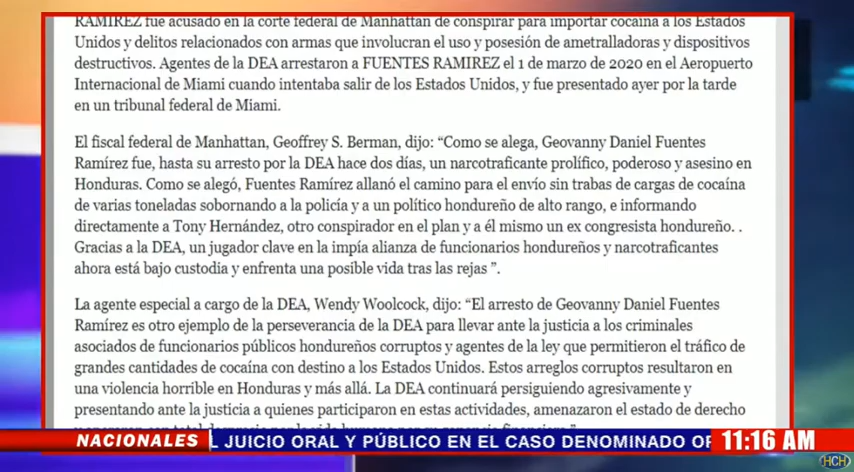 RAMIREZ fue acusado en la corte federal de Manhattan de conspirar para importar cocaína a los Estados
Unidos y delitos relacionados con armas que involucran el uso y posesión de ametralladoras y dispositivos
destructivos. Agentes de la DEA arrestaron a FUENTES RAMIREZ el 1 de marzo de 2020 en el Aeropuerto
Internacional de Miami cuando intentaba salir de los Estados Unidos, y fue presentado ayer por la tarde
en un tribunal federal de Miami.
El fiscal federal de Manhattan, Geoffrey S. Berman, dijo: “Como se alega, Geovanny Daniel Fuentes
Ramírez fue, hasta su arresto por la DEA hace dos días, un narcotraficante prolífico, poderoso y asesino en
Honduras. Como se alegó, Fuentes Ramírez allanó el camino para el envío sin trabas de cargas de cocaína
de varias toneladas sobornando a la policía y a un político hondureño de alto rango, e informando
directamente a Tony Hernández, otro conspirador en el plan y a él mismo un ex congresista hondureño. .
Gracias a la DEA, un jugador clave en la impía alianza de funcionarios hondureños y narcotraficantes
ahora está bajo custodia y enfrenta una posible vida tras las rejas ”.
La agente especial a cargo de la DEA, Wendy Woolcock, dijo: “El arresto de Geovanny Daniel Fuentes
Ramírez es otro ejemplo de la perseverancia de la DEA para llevar ante la justicia a los criminales
asociados de funcionarios públicos hondureños corruptos y agentes de la ley que permitieron el tráfico de
grandes cantidades de cocaína con destino a los Estados Unidos. Estos arreglos corruptos resultaron en
una violencia horrible en Honduras y más allá. La DEA continuará persiguiendo agresivamente y
presentando ante la justicia a quienes participaron en estas actividades, amenazaron el estado de derecho
NACIONALES L JUICIO ORAL Y PÚBLICO EN EL CASO DENOMINADO OP 11:16 AM
HCH